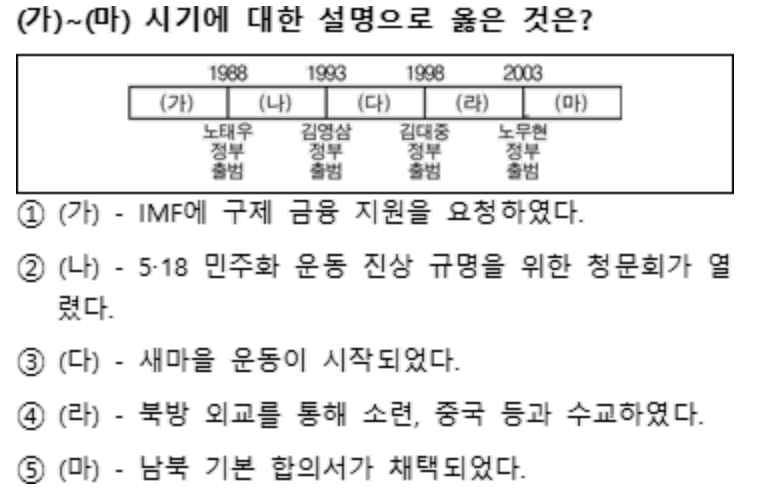 (가)~(마) 시기에 대한 설명으로 옳은 것은?
1988 1993 1998 2003
(가) (나) (다) (라) (마)
노태우 김영삼 김대중 노무현
정부 정부 정부 정부
출범 출범 출범 출범
① (가) - IMF에 구제 금융 지원을 요청하였다.
② (나) - 5·18 민주화 운동 진상 규명을 위한 청문회가 열
렸다.
③ (다) - 새마을 운동이 시작되었다.
④ (라) - 북방 외교를 통해 소련, 중국 등과 수교하였다.
⑤ (마) - 남북 기본 합의서가 채택되었다.